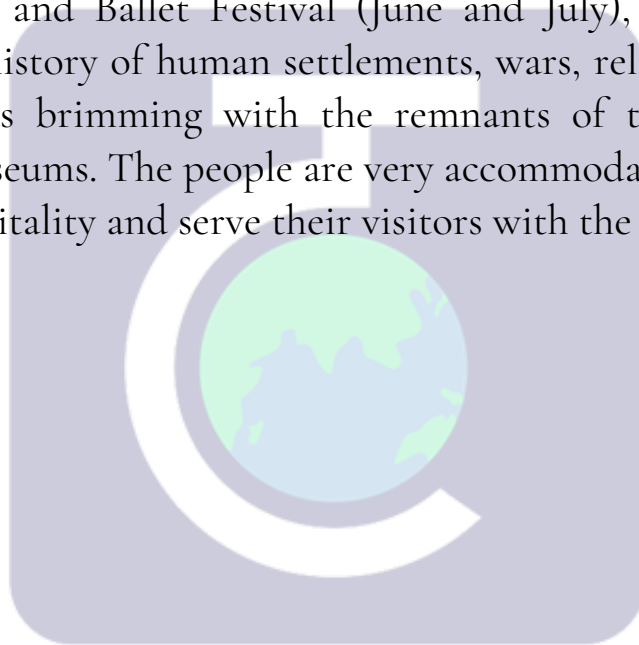 and Ballet Festival (June and July),
istory of human settlements, wars, rel
s brimming with the remnants of t
seums. The people are very accommoda
itality and serve their visitors with the